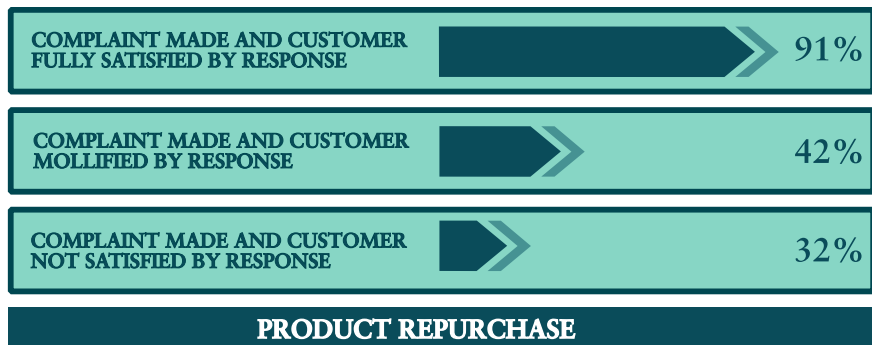 COMPLAINT MADE AND CUSTOMER
FULLY SATISFIED BY RESPONSE
91%
COMPLAINT MADE AND CUSTOMER
MOLLIFIED BY RESPONSE
42%
COMPLAINT MADE AND CUSTOMER
NOT SATISFIED BY RESPONSE
32%
PRODUCT REPURCHASE